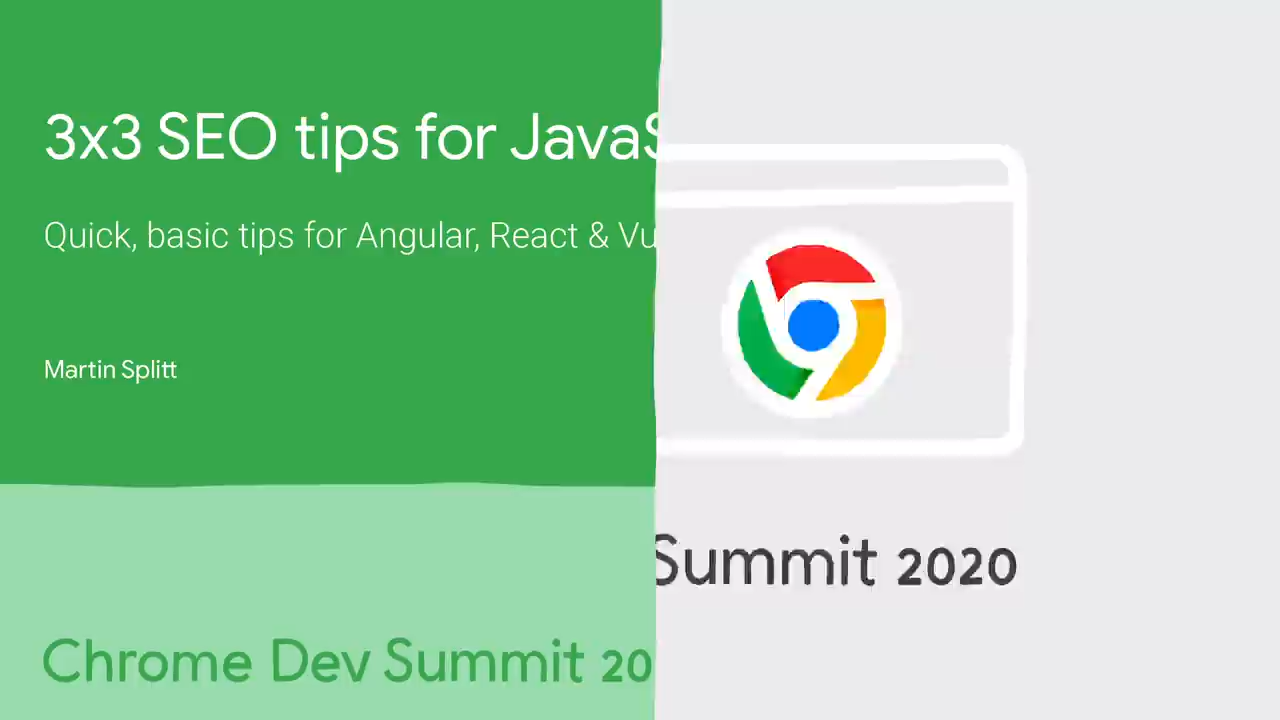 3x3 SEO tips for JavaS
Quick, basic tips for Angular, React & Vu
Martin Splitt
Chrome Dev Summit 20
Summit 2020